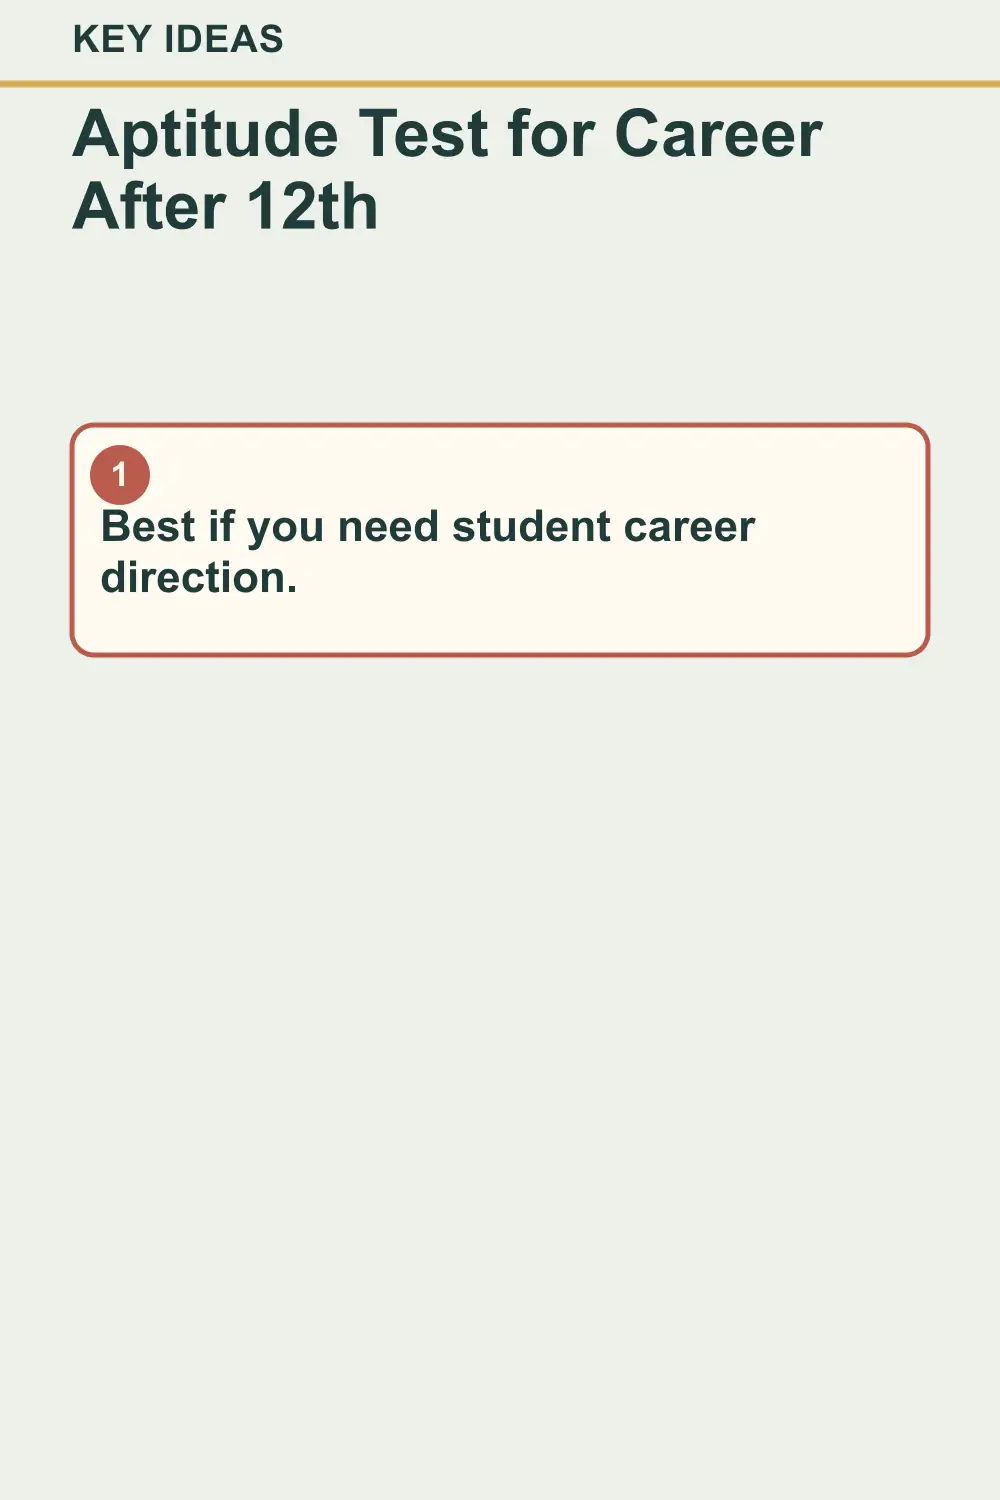 KEY IDEAS
Aptitude Test for Career
After 12th
1
Best if you need student career
direction.